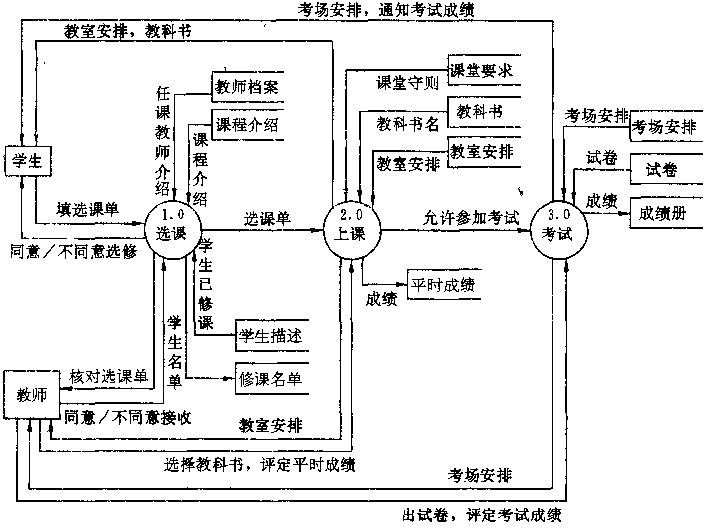 考场安排，通知考试成绩
教室安排，教科书
教师档案
课堂要求
课堂守则
任课教师介绍
课程介绍
课程介绍
教科书
教科书名
考场安排
考场安排
教室安排
教室安排
学生
试卷
试卷
填选课单
1.0
选课
选课单
2.0
上课
允许参加考试
3.0
考试
成绩
成绩册
同意／不同意选修
学生已修课
平时成绩
成绩
学生名单
学生描述
核对选课单
修课名单
教师
同意／不同意接收
教室安排
选择教科书，评定平时成绩
考场安排
出试卷，评定考试成绩